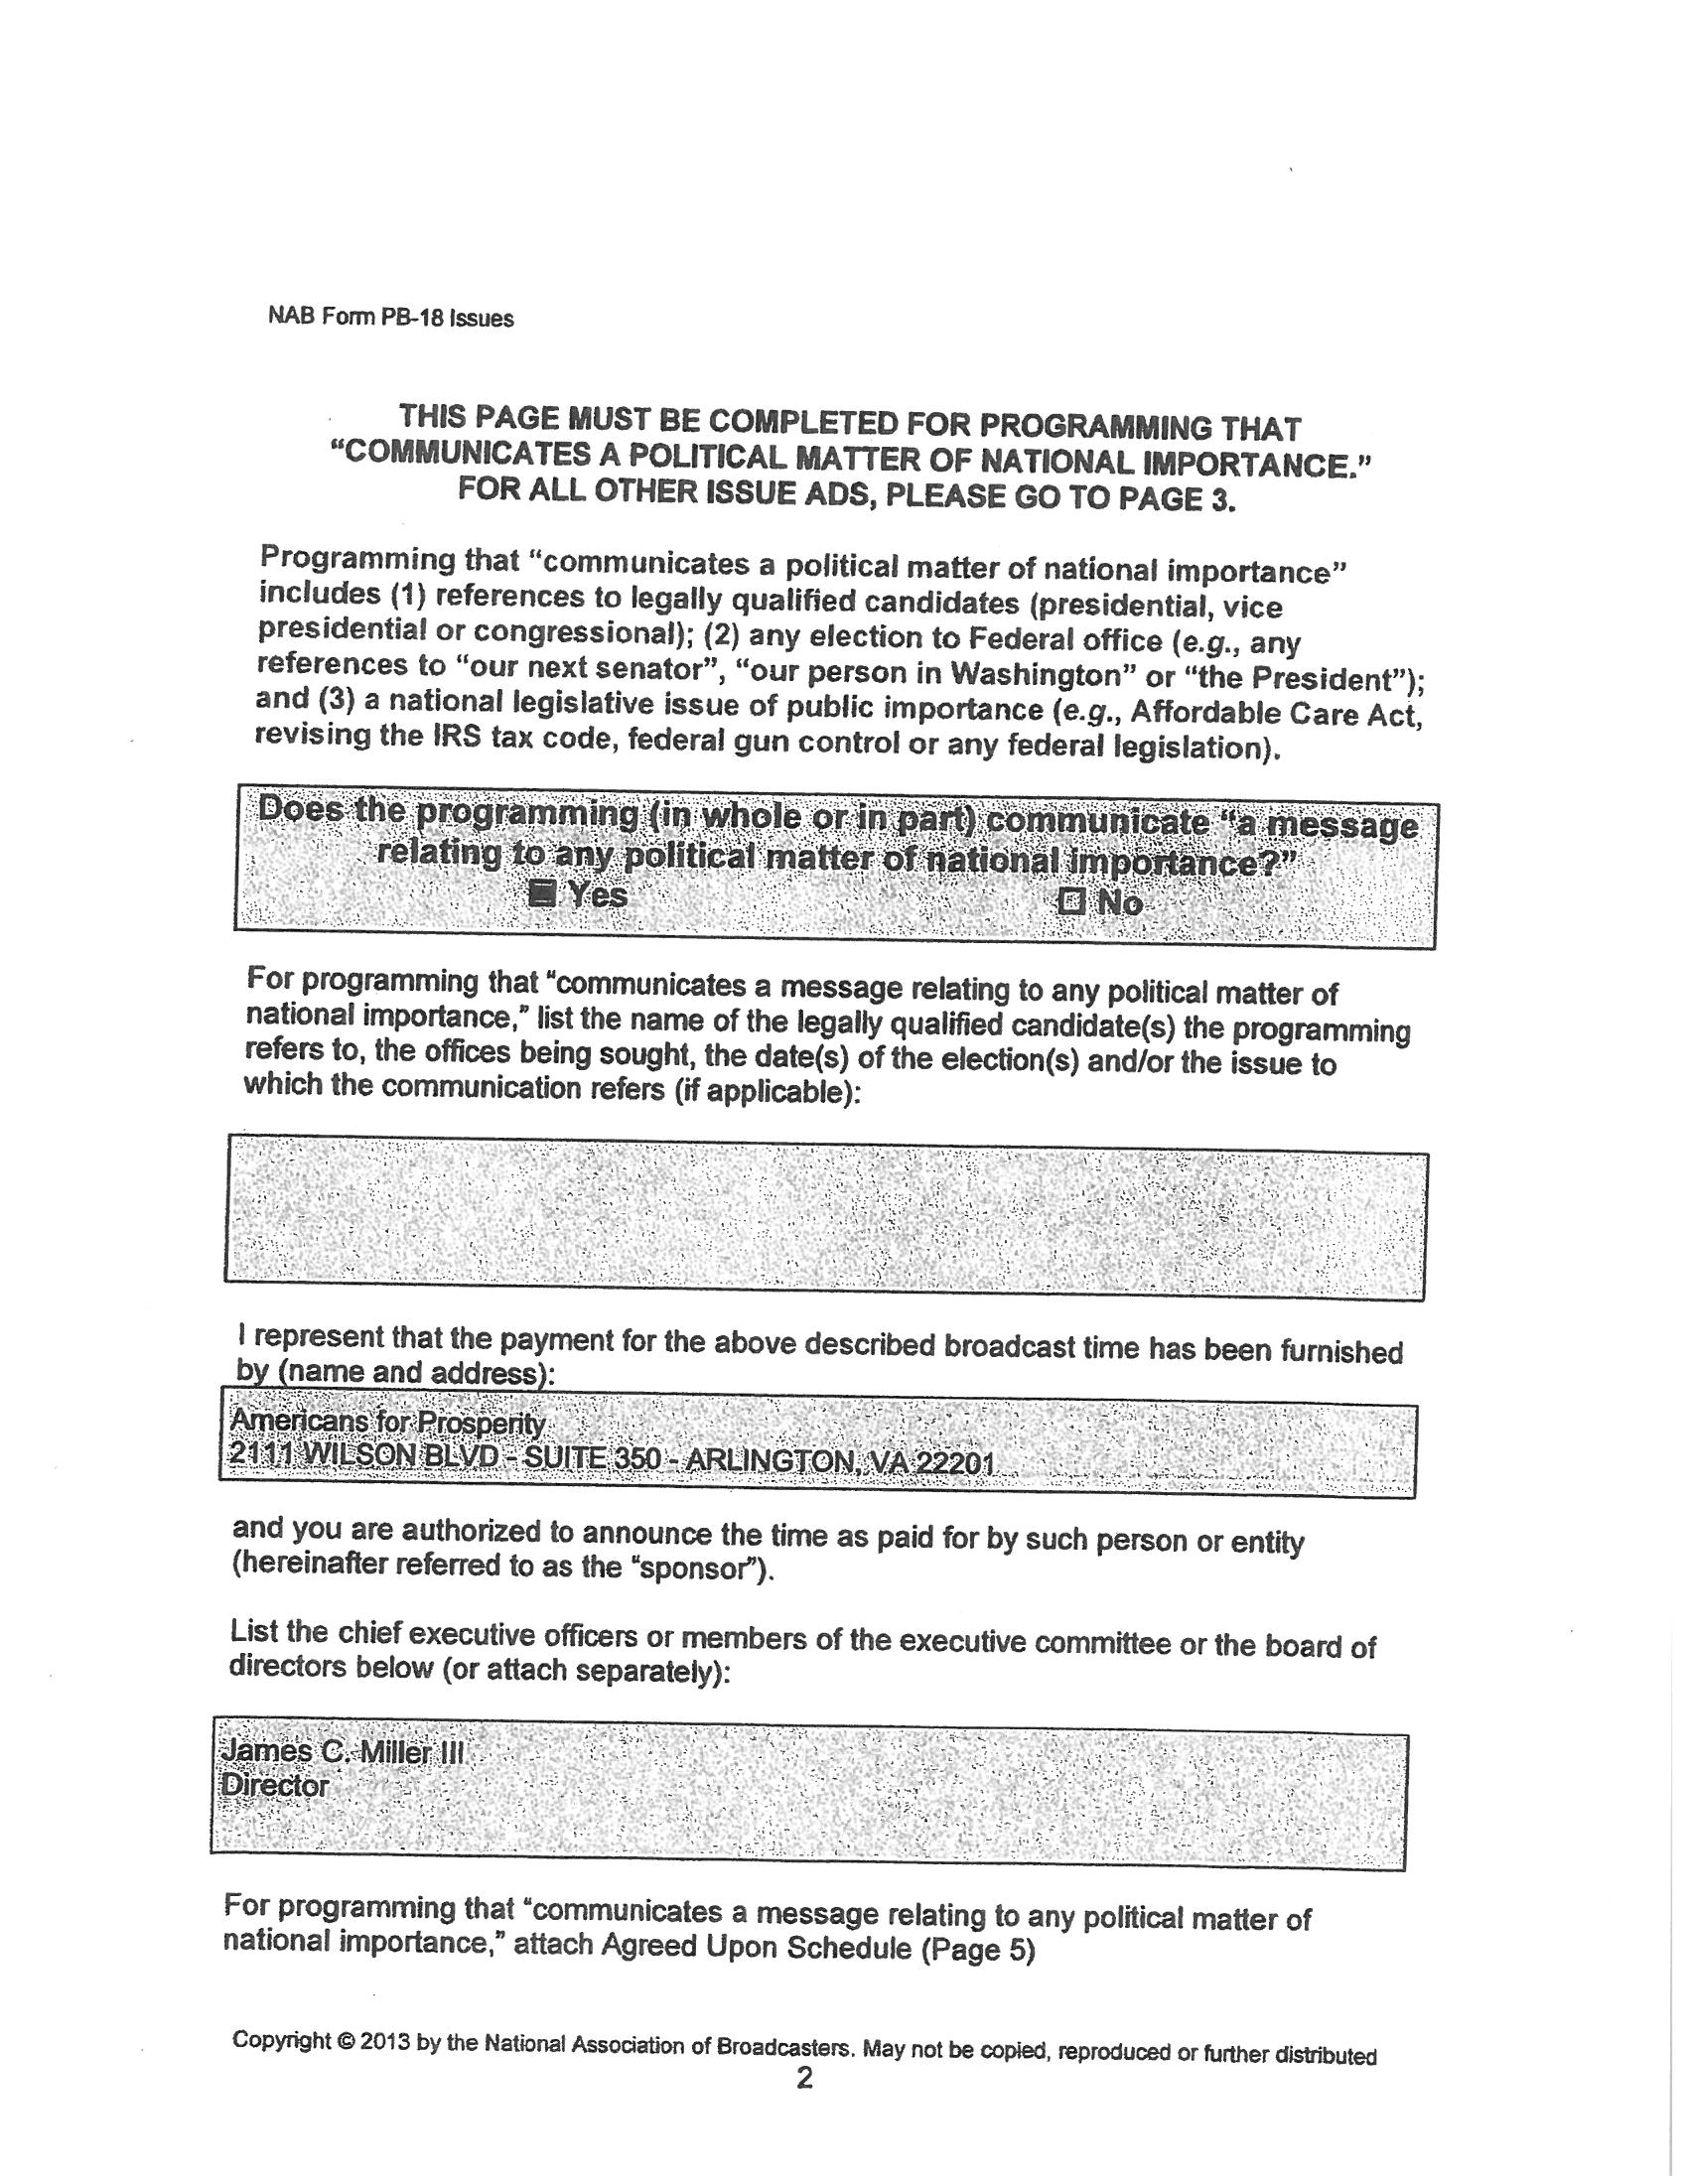 NAB Form PB-18 Issues
THIS PAGE MUST BE COMPLETED FOR PROGRAMMING THAT
“COMMUNICATES A POLITICAL MATTER OF NATIONAL IMPORTANCE.”
FOR ALL OTHER ISSUE ADS, PLEASE GO TO PAGE 3.
Programming that “communicates a political matter of national importance”
includes (1) references to legally qualified candidates (presidential, vice
presidential or congressional); (2) any election to Federal office (e.g., any
references to “our next senator”, “our person in Washington” or “the President”);
and (3) a national legislative issue of public importance (e.g., Affordable Care Act,
revising the IRS tax code, federal gun control or any federal legislation).
Does the programming (in whole or in part) communicate “a message
relating to any political matter of national importance?”
Yes No
For programming that “communicates a message relating to any political matter of
national importance,” list the name of the legally qualified candidate(s) the programming
refers to, the offices being sought, the date(s) of the election(s) and/or the issue to
which the communication refers (if applicable):
I represent that the payment for the above described broadcast time has been furnished
by (name and address):
Americans for Prosperity
2111 WILSON BLVD - SUITE 350 - ARLINGTON, VA 22201
and you are authorized to announce the time as paid for by such person or entity
(hereinafter referred to as the “sponsor”).
List the chief executive officers or members of the executive committee or the board of
directors below (or attach separately):
James C. Miller III
Director
For programming that “communicates a message relating to any political matter of
national importance,” attach Agreed Upon Schedule (Page 5)
Copyright © 2013 by the National Association of Broadcasters. May not be copied, reproduced or further distributed
2